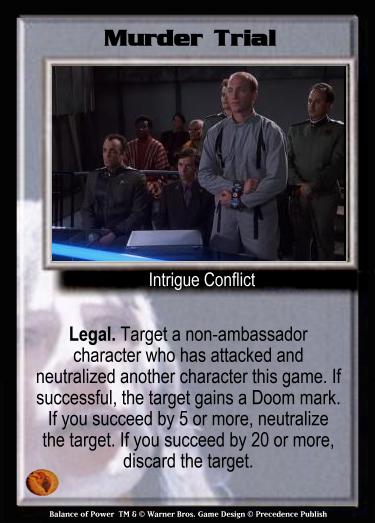 Murder Trial
Intrigue Conflict
Legal. Target a non-ambassador
character who has attacked and
neutralized another character this game. If
successful, the target gains a Doom mark.
If you succeed by 5 or more, neutralize
the target. If you succeed by 20 or more,
discard the target.
Balance of Power TM & © Warner Bros. Game Design © Precedence Publish